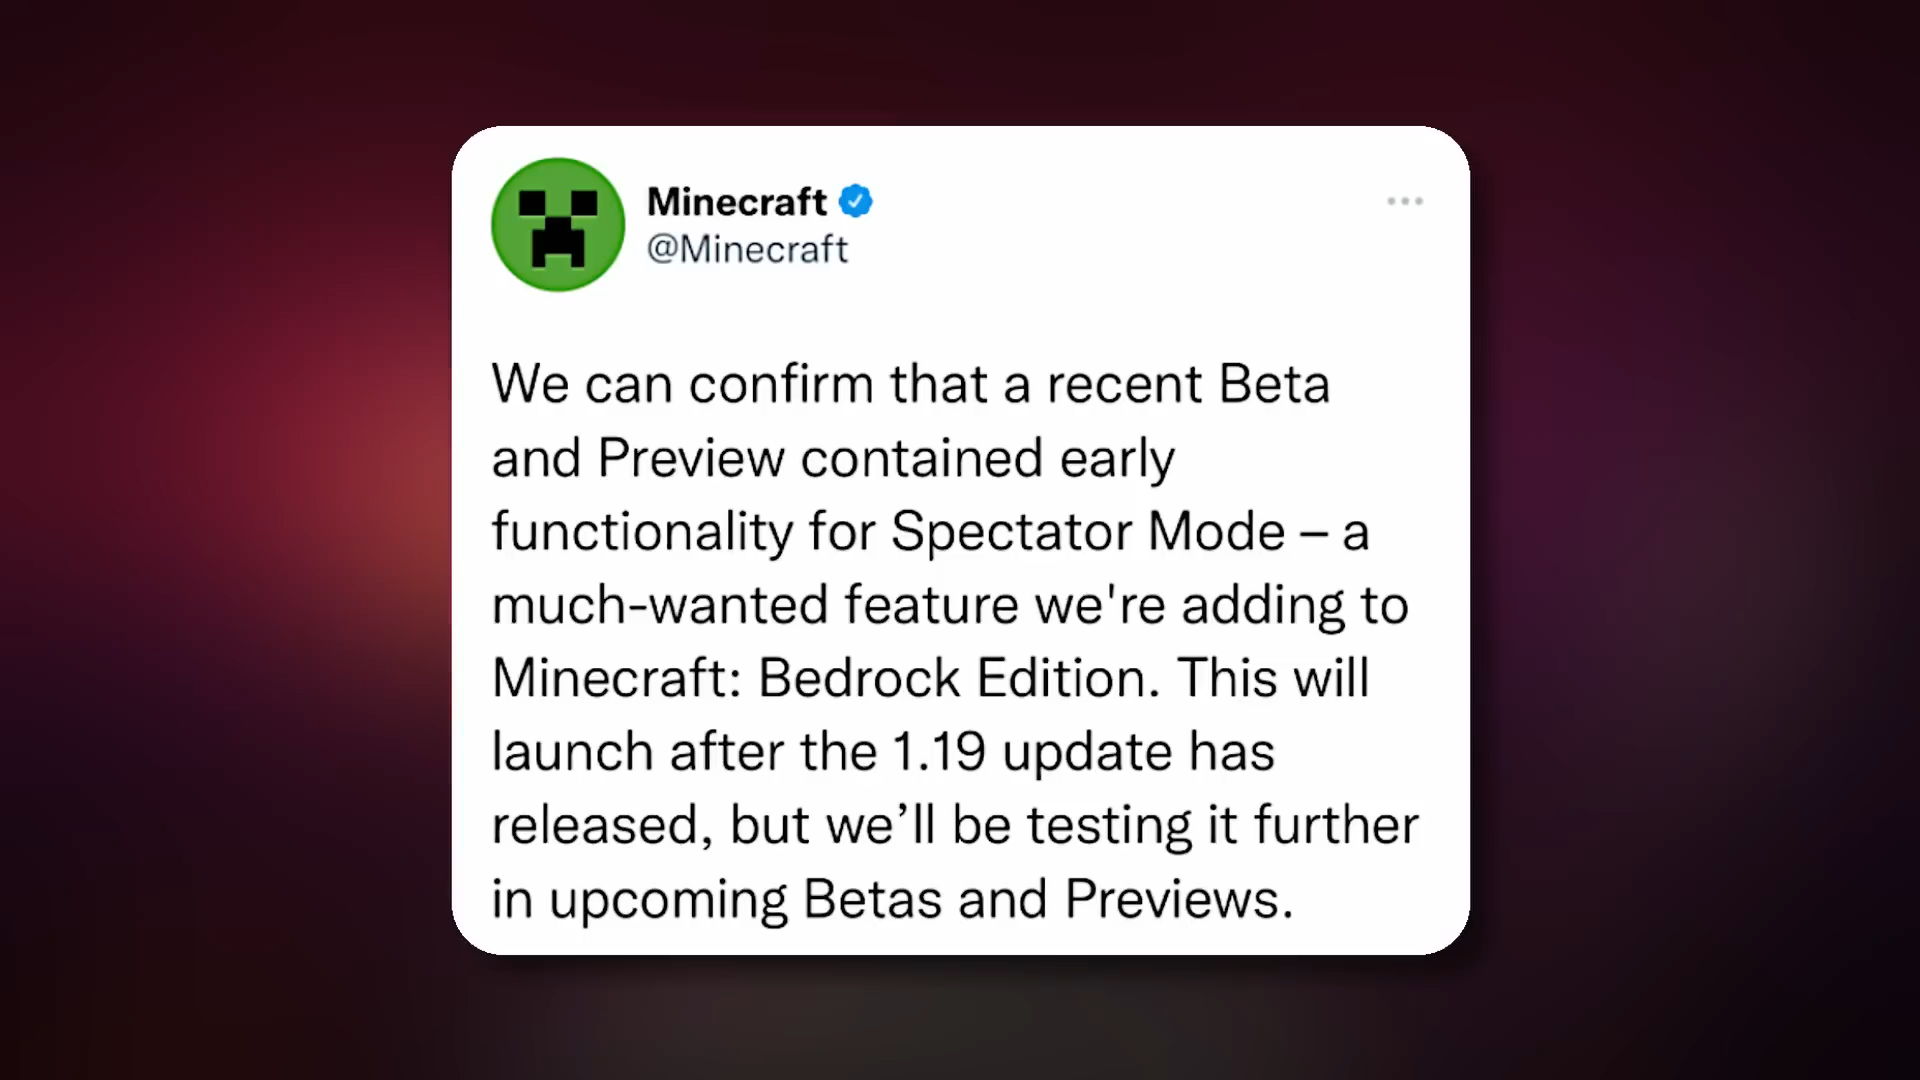 Minecraft
@Minecraft
We can confirm that a recent Beta
and Preview contained early
functionality for Spectator Mode – a
much-wanted feature we're adding to
Minecraft: Bedrock Edition. This will
launch after the 1.19 update has
released, but we’ll be testing it further
in upcoming Betas and Previews.